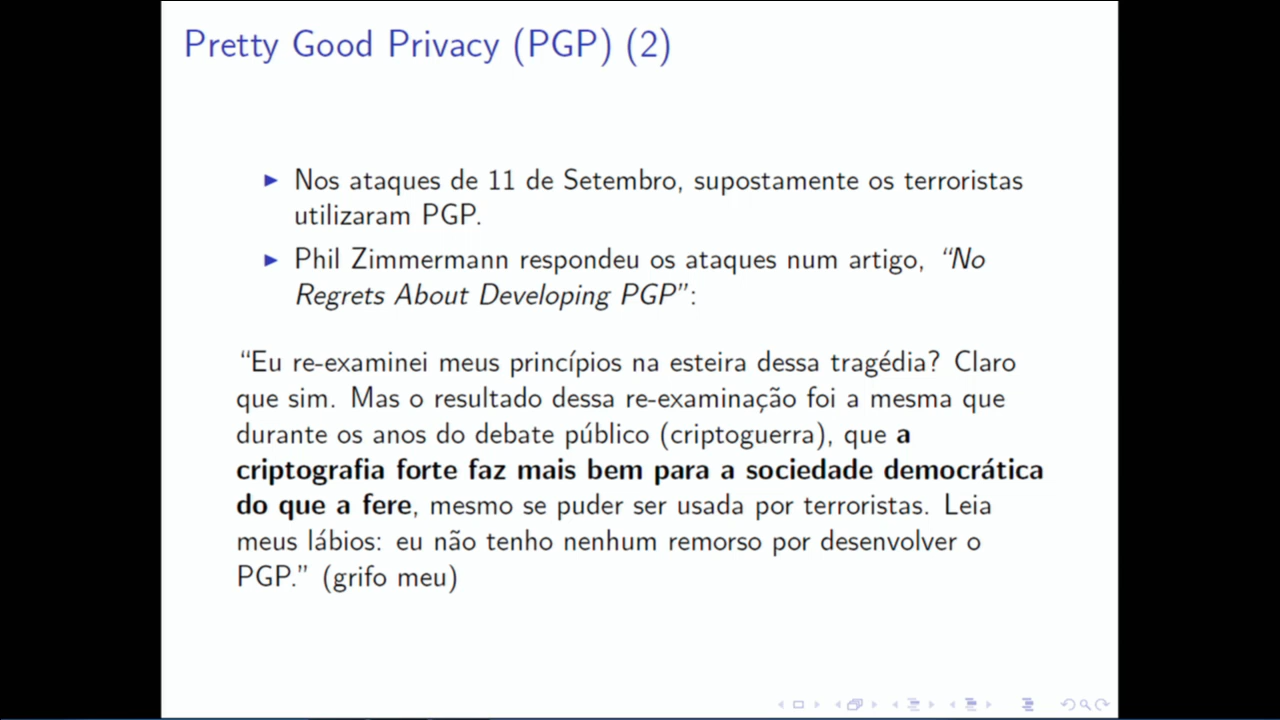 Pretty Good Privacy (PGP) (2)
Nos ataques de 11 de Setembro, supostamente os terroristas
utilizaram PGP.
Phil Zimmermann respondeu os ataques num artigo, “No
Regrets About Developing PGP”:
“Eu re-examinei meus princípios na esteira dessa tragédia? Claro
que sim. Mas o resultado dessa re-examinação foi a mesma que
durante os anos do debate público (criptoguerra), que a
criptografia forte faz mais bem para a sociedade democrática
do que a fere, mesmo se puder ser usada por terroristas. Leia
meus lábios: eu não tenho nenhum remorso por desenvolver o
PGP.” (grifo meu)